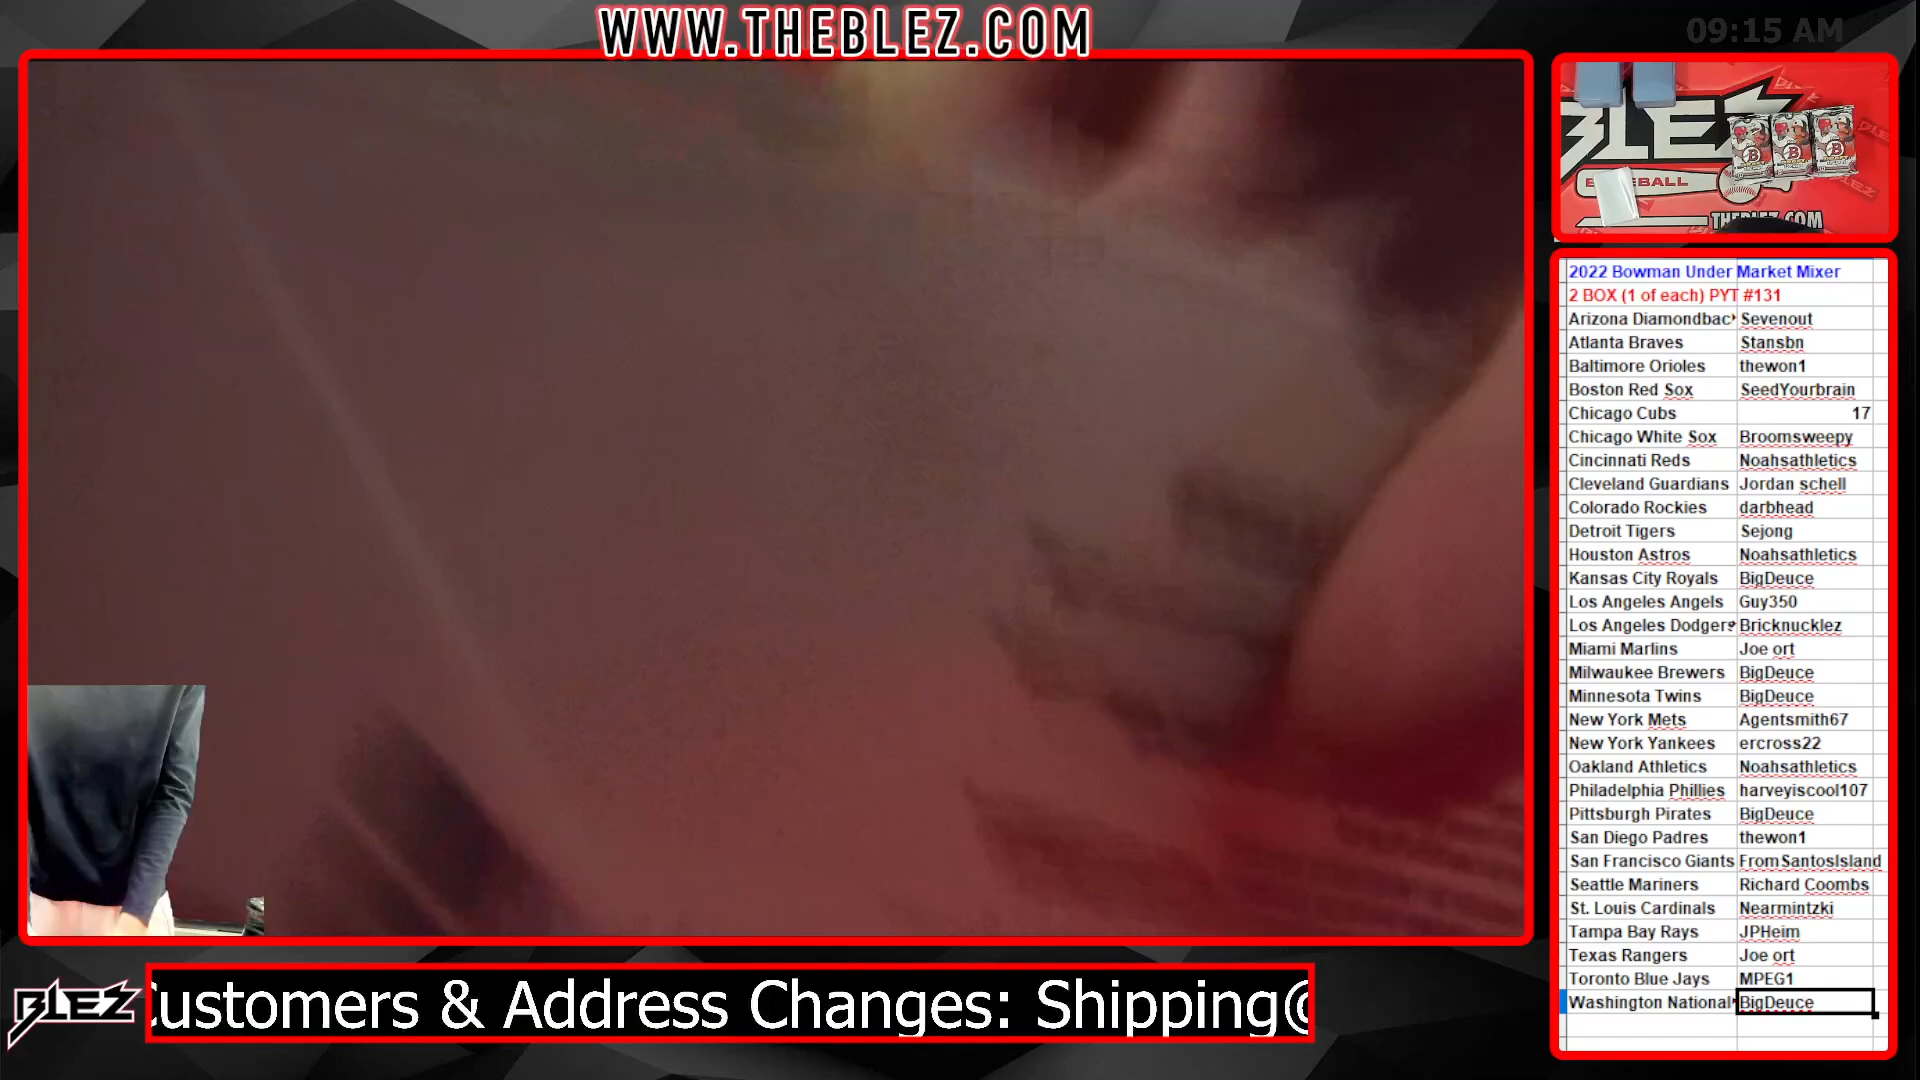 WWW.THEBLEZ.COM
09:15 AM
BLEZ
BASEBALL
THEBLEZ.COM
2022 Bowman Under Market Mixer
2 BOX (1 of each) PYT #131
Arizona Diamondbac Sevenout
Atlanta Braves Stansbn
Baltimore Orioles thewon1
Boston Red Sox SeedYourbrain
Chicago Cubs 17
Chicago White Sox Broomsweepy
Cincinnati Reds Noahsathletics
Cleveland Guardians Jordan schell
Colorado Rockies darbhead
Detroit Tigers Sejong
Houston Astros Noahsathletics
Kansas City Royals BigDeuce
Los Angeles Angels Guy350
Los Angeles Dodgers Bricknucklez
Miami Marlins Joe ort
Milwaukee Brewers BigDeuce
Minnesota Twins BigDeuce
New York Mets Agentsmith67
New York Yankees ercross22
Oakland Athletics Noahsathletics
Philadelphia Phillies harveyiscool107
Pittsburgh Pirates BigDeuce
San Diego Padres thewon1
San Francisco Giants FromSantosIsland
Seattle Mariners Richard Coombs
St. Louis Cardinals Nearmintzki
Tampa Bay Rays JPHeim
Texas Rangers Joe ort
Toronto Blue Jays MPEG1
Washington National BigDeuce
BLEZ
Customers & Address Changes: Shipping@